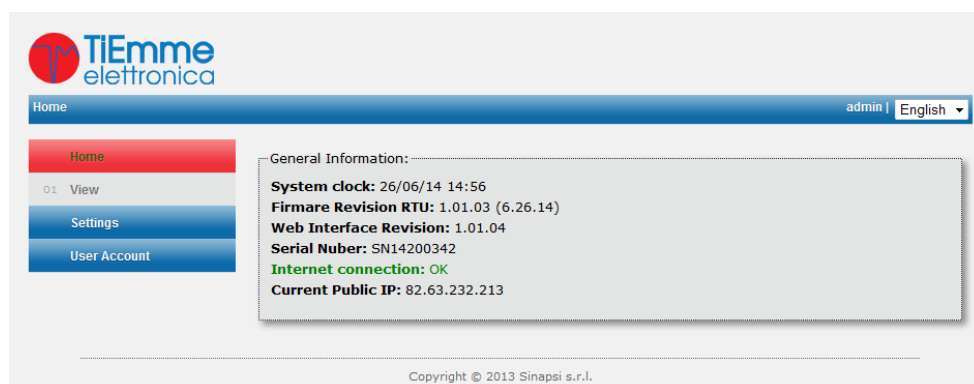 TiEmme
elettronica
Home
admin | English
Home
01 View
Settings
User Account
General Information:
System clock: 26/06/14 14:56
Firmare Revision RTU: 1.01.03 (6.26.14)
Web Interface Revision: 1.01.04
Serial Nuber: SN14200342
Internet connection: OK
Current Public IP: 82.63.232.213
Copyright © 2013 Sinapsi s.r.l.